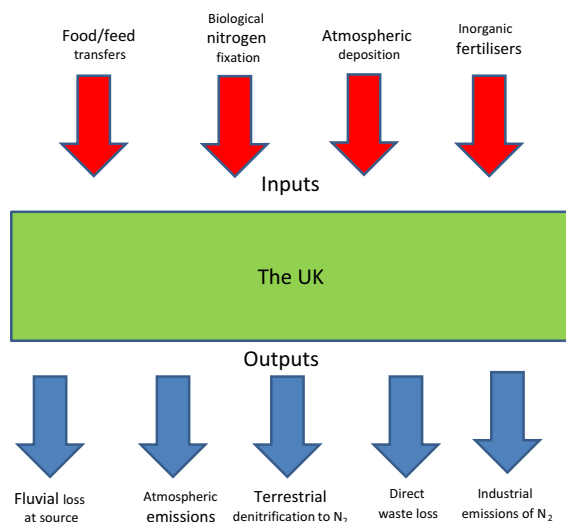 Food/feed
transfers
Biological
nitrogen
fixation
Atmospheric
deposition
Inorganic
fertilisers
Inputs
The UK
Outputs
Fluvial loss
at source
Atmospheric
emissions
Terrestrial
denitrification to N₂
Direct
waste loss
Industrial
emissions of N₂